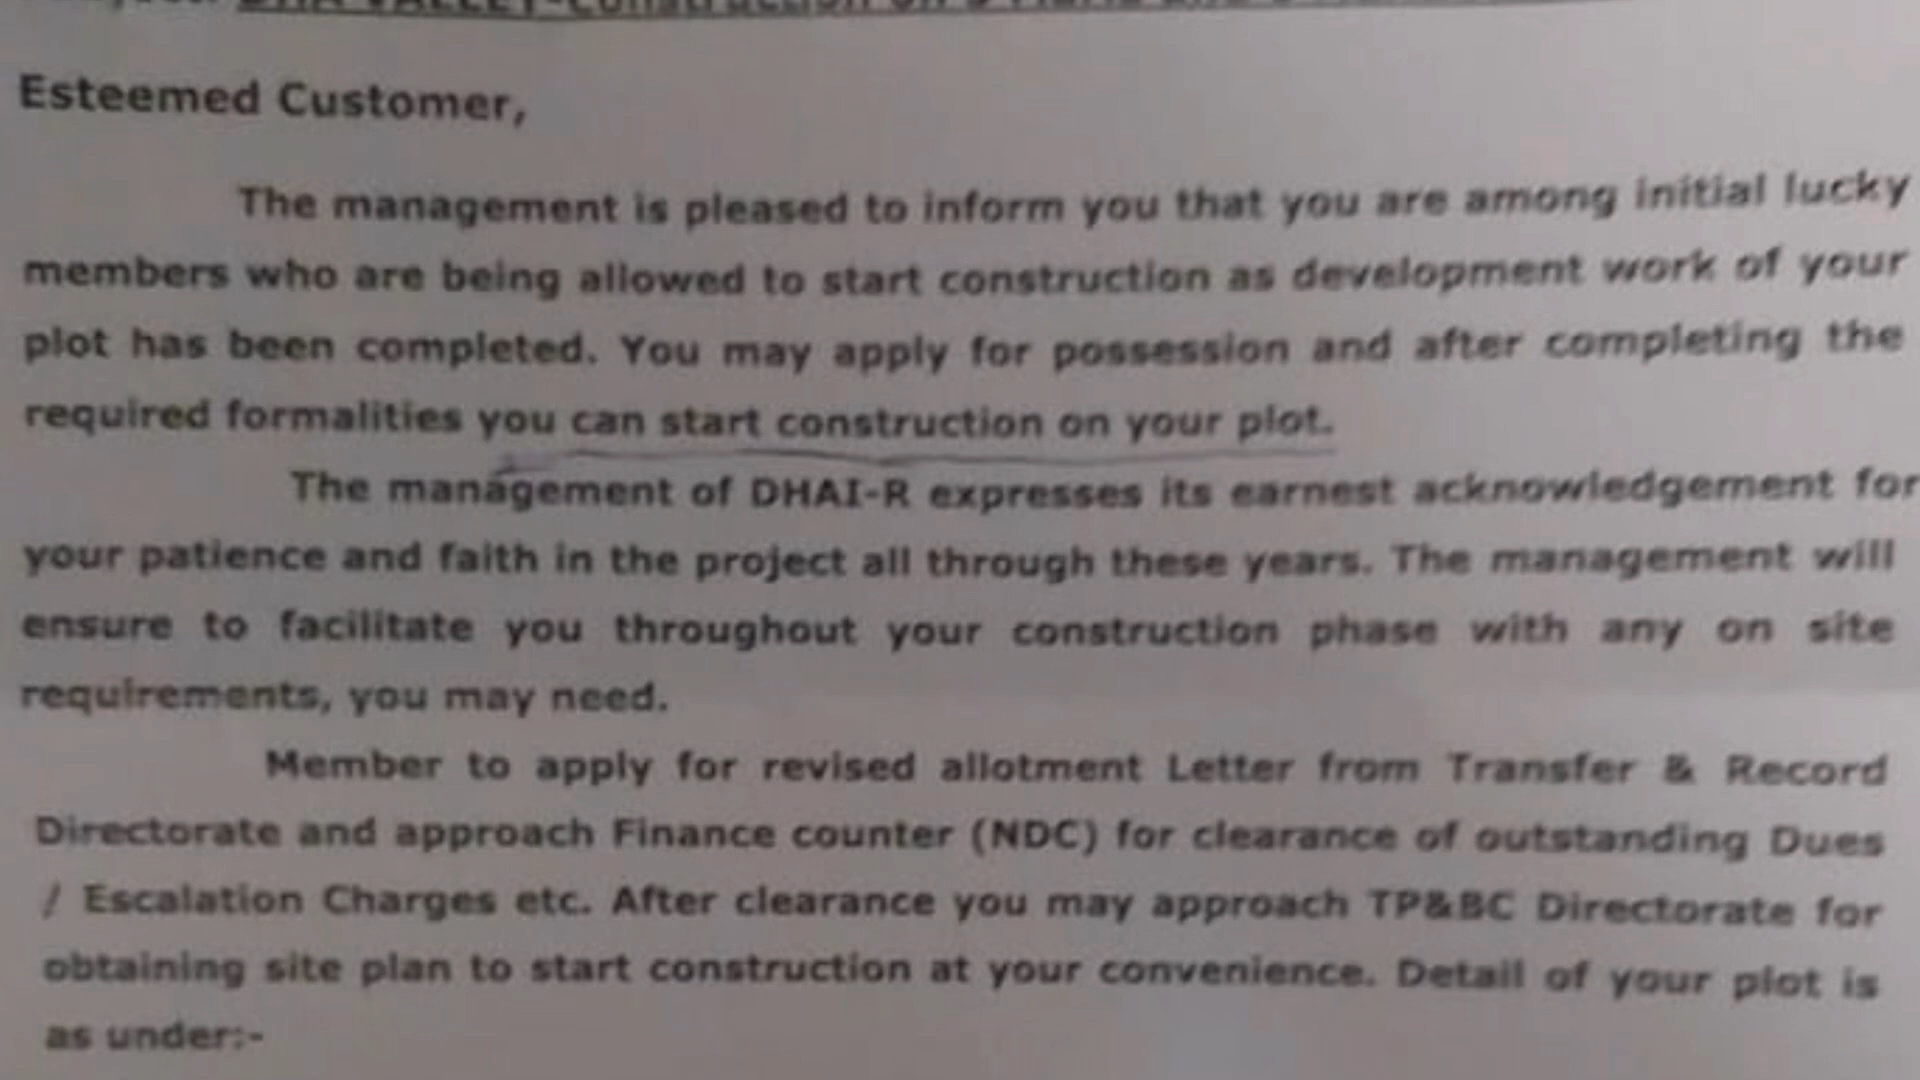 DHA VALLEY-Construction on 5
Esteemed Customer,
The management is pleased to inform you that you are among initial lucky
members who are being allowed to start construction as development work of your
plot has been completed. You may apply for possession and after completing the
required formalities you can start construction on your plot.
The management of DHAI-R expresses its earnest acknowledgement for
your patience and faith in the project all through these years. The management will
ensure to facilitate you throughout your construction phase with any on site
requirements, you may need.
Member to apply for revised allotment Letter from Transfer & Record
Directorate and approach Finance counter (NDC) for clearance of outstanding Dues
/ Escalation Charges etc. After clearance you may approach TP&BC Directorate for
obtaining site plan to start construction at your convenience. Detail of your plot is
as under:-